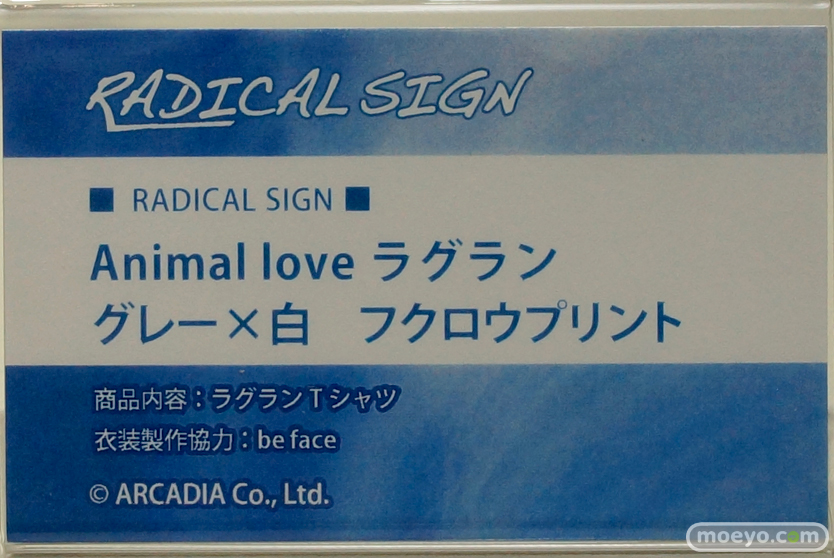 RADICAL SIGN
■ RADICAL SIGN ■
Animal love ラグラン
グレー×白　フクロウプリント
商品内容：ラグランTシャツ
衣装製作協力：be face
© ARCADIA Co., Ltd.
moeyo.com